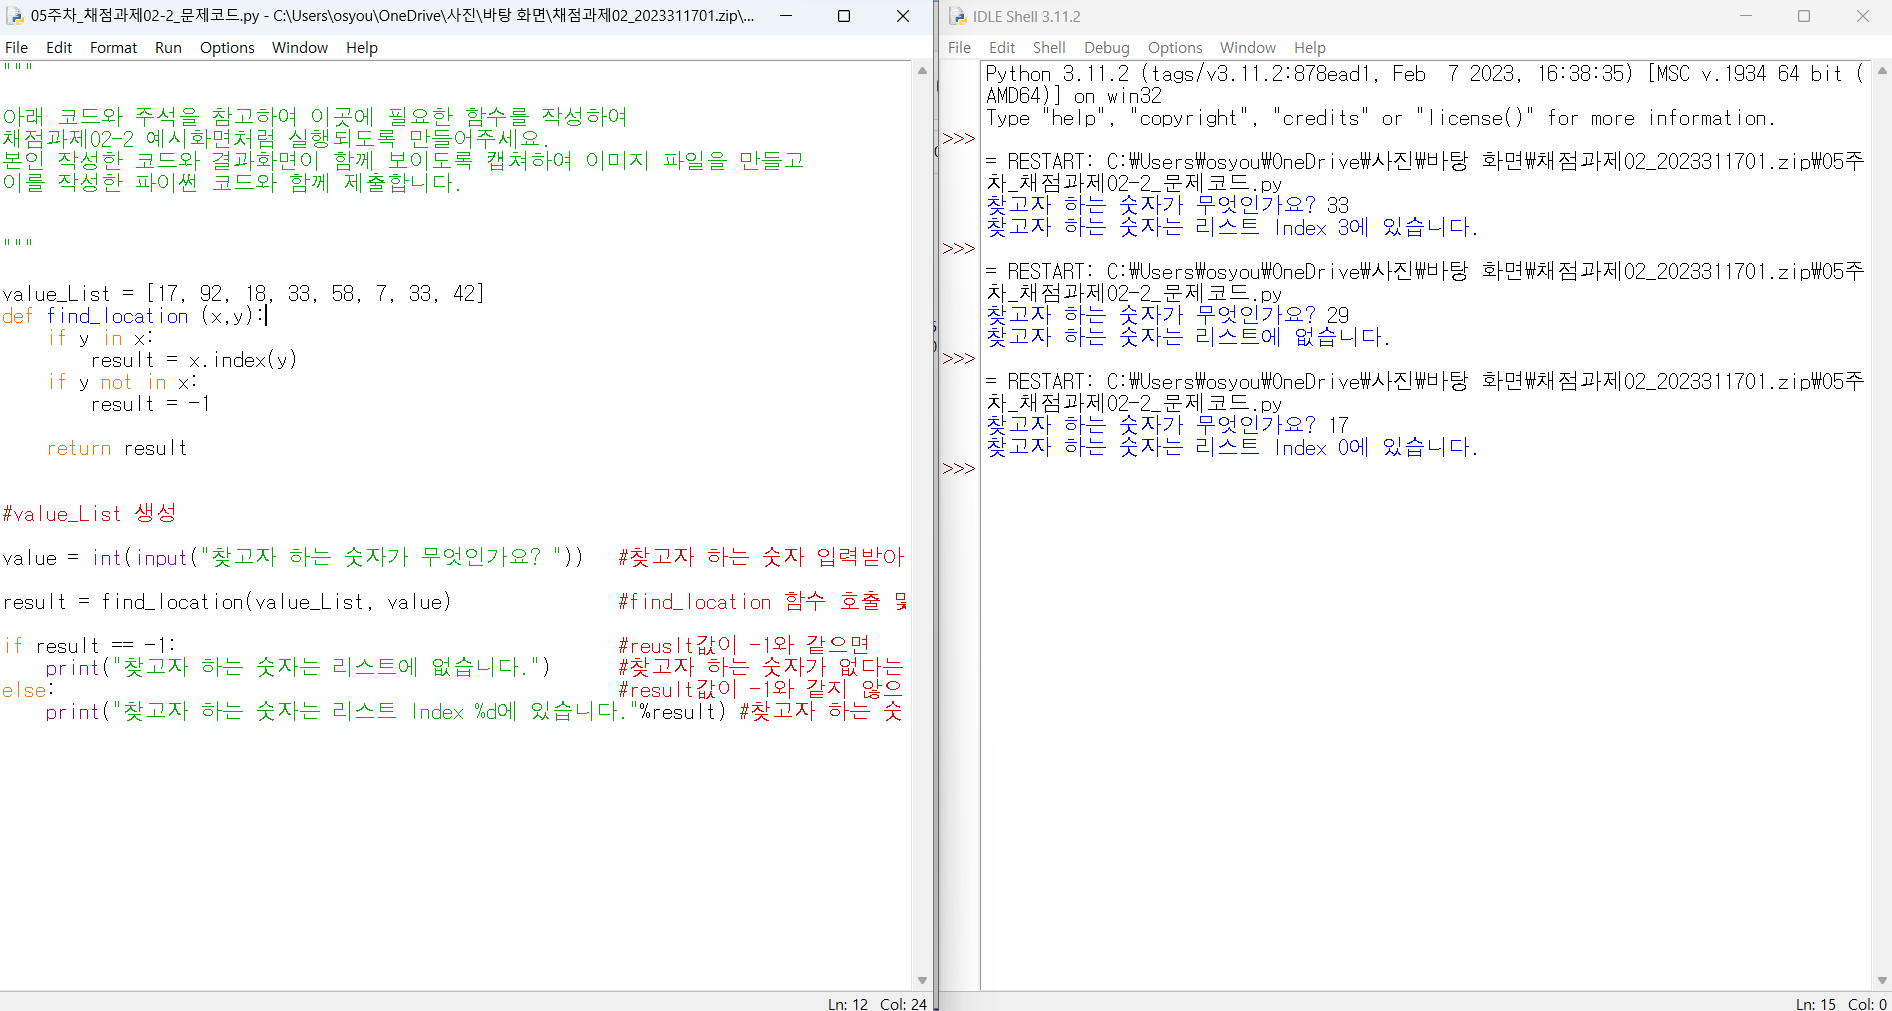 05주차_채점과제02-2_문제코드.py - C:\Users\osyou\OneDrive\사진\바탕 화면\채점과제02_2023311701.zip\...
File Edit Format Run Options Window Help
"""
아래 코드와 주석을 참고하여 이곳에 필요한 함수를 작성하여
채점과제02-2 예시화면처럼 실행되도록 만들어주세요.
본인 작성한 코드와 결과화면이 함께 보이도록 캡쳐하여 이미지 파일을 만들고
이를 작성한 파이썬 코드와 함께 제출합니다.
"""
value_List = [17, 92, 18, 33, 58, 7, 33, 42]
def find_location (x,y):
    if y in x:
        result = x.index(y)
    if y not in x:
        result = -1
    return result
#value_List 생성
value = int(input("찾고자 하는 숫자가 무엇인가요? "))   #찾고자 하는 숫자 입력받아
result = find_location(value_List, value)   #find_location 함수 호출
if result == -1:   #reuslt값이 -1와 같으면
    print("찾고자 하는 숫자는 리스트에 없습니다.")   #찾고자 하는 숫자가 없다는
else:   #result값이 -1와 같지 않으
    print("찾고자 하는 숫자는 리스트 Index %d에 있습니다."%result) #찾고자 하는 숫
Ln: 12 Col: 24
IDLE Shell 3.11.2
File Edit Shell Debug Options Window Help
Python 3.11.2 (tags/v3.11.2:878ead1, Feb  7 2023, 16:38:35) [MSC v.1934 64 bit (
AMD64)] on win32
Type "help", "copyright", "credits" or "license()" for more information.
>>>
= RESTART: C:₩Users₩osyou₩OneDrive₩사진₩바탕 화면₩채점과제02_2023311701.zip₩05주
차_채점과제02-2_문제코드.py
찾고자 하는 숫자가 무엇인가요? 33
찾고자 하는 숫자는 리스트 Index 3에 있습니다.
>>>
= RESTART: C:₩Users₩osyou₩OneDrive₩사진₩바탕 화면₩채점과제02_2023311701.zip₩05주
차_채점과제02-2_문제코드.py
찾고자 하는 숫자가 무엇인가요? 29
찾고자 하는 숫자는 리스트에 없습니다.
>>>
= RESTART: C:₩Users₩osyou₩OneDrive₩사진₩바탕 화면₩채점과제02_2023311701.zip₩05주
차_채점과제02-2_문제코드.py
찾고자 하는 숫자가 무엇인가요? 17
찾고자 하는 숫자는 리스트 Index 0에 있습니다.
>>>
Ln: 15 Col: 0